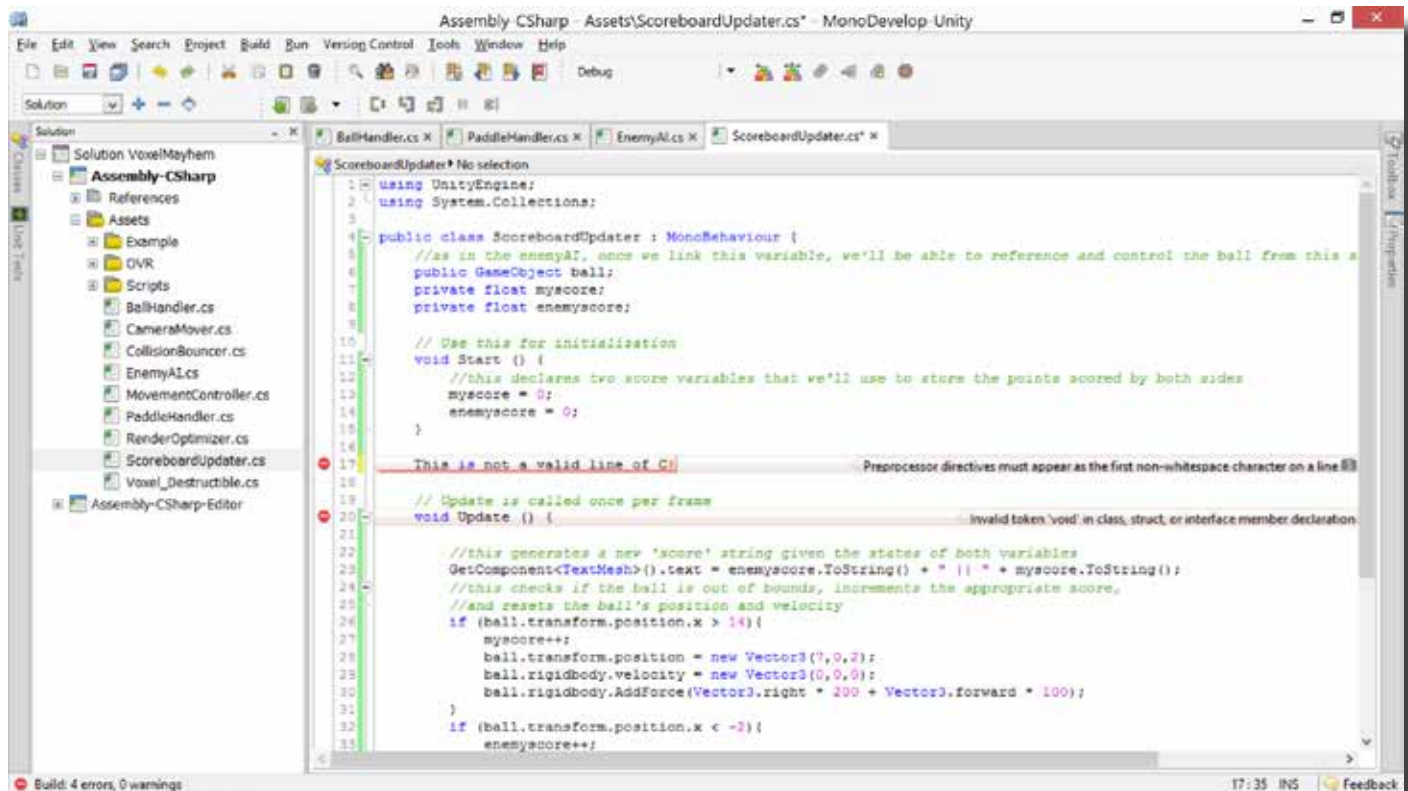 Assembly-CSharp - Assets\ScoreboardUpdater.cs* - MonoDevelop-Unity
File Edit View Search Project Build Run Version Control Tools Window Help
Debug
Solution
Solution
BallHandler.cs × PaddleHandler.cs × EnemyAI.cs × ScoreboardUpdater.cs* ×
Classes
Unit Tests
Toolbox
Properties
Solution VoxelMayhem
Assembly-CSharp
References
Assets
Example
OVR
Scripts
BallHandler.cs
CameraMover.cs
CollisionBouncer.cs
EnemyAI.cs
MovementController.cs
PaddleHandler.cs
RenderOptimizer.cs
ScoreboardUpdater.cs
Voxel_Destructible.cs
Assembly-CSharp-Editor
ScoreboardUpdater No selection
1 using UnityEngine;
2 using System.Collections;
3
4 public class ScoreboardUpdater : MonoBehaviour {
5 //as in the enemyAI, once we link this variable, we'll be able to reference and control the ball from this s
6 public GameObject ball;
7 private float myscore;
8 private float enemyscore;
9
10 // Use this for initialization
11 void Start () {
12 //this declares two score variables that we'll use to store the points scored by both sides
13 myscore = 0;
14 enemyscore = 0;
15 }
16
17 This is not a valid line of C# Preprocessor directives must appear as the first non-whitespace character on a line
18
19 // Update is called once per frame
20 void Update () { Invalid token 'void' in class, struct, or interface member declaration
21
22 //this generates a new 'score' string given the states of both variables
23 GetComponent<TextMesh>().text = enemyscore.ToString() + " || " + myscore.ToString();
24 //this checks if the ball is out of bounds, increments the appropriate score,
25 //and resets the ball's position and velocity
26 if (ball.transform.position.x > 14){
27 myscore++;
28 ball.transform.position = new Vector3(7,0,2);
29 ball.rigidbody.velocity = new Vector3(0,0,0);
30 ball.rigidbody.AddForce(Vector3.right * 200 + Vector3.forward * 100);
31 }
32 if (ball.transform.position.x < -2){
33 enemyscore++;
Build: 4 errors, 0 warnings
17 : 35 INS Feedback